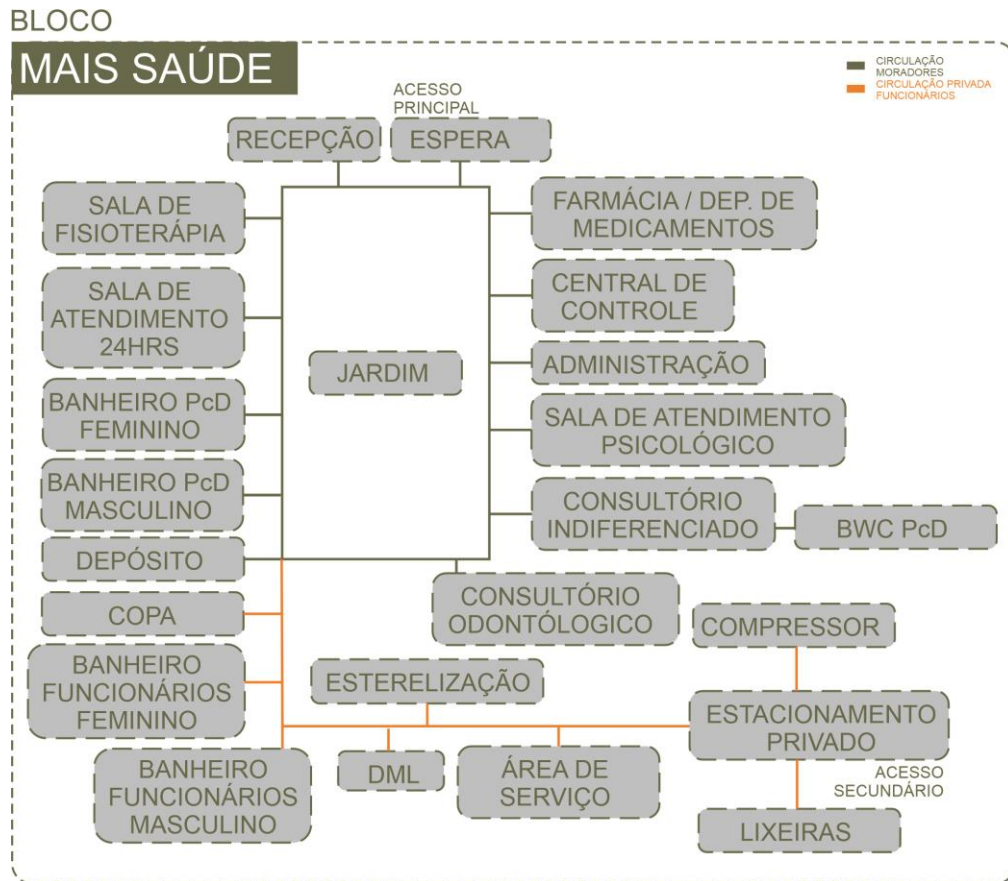 BLOCO
MAIS SAÚDE
CIRCULAÇÃO
MORADORES
CIRCULAÇÃO PRIVADA
FUNCIONÁRIOS
ACESSO
PRINCIPAL
RECEPÇÃO
ESPERA
SALA DE
FISIOTERÁPIA
FARMÁCIA / DEP. DE
MEDICAMENTOS
SALA DE
ATENDIMENTO
24HRS
CENTRAL DE
CONTROLE
JARDIM
ADMINISTRAÇÃO
BANHEIRO PcD
FEMININO
SALA DE ATENDIMENTO
PSICOLÓGICO
BANHEIRO PcD
MASCULINO
CONSULTÓRIO
INDIFERENCIADO
BWC PcD
DEPÓSITO
COPA
CONSULTÓRIO
ODONTÓLOGICO
COMPRESSOR
BANHEIRO
FUNCIONÁRIOS
FEMININO
ESTERELIZAÇÃO
ESTACIONAMENTO
PRIVADO
BANHEIRO
FUNCIONÁRIOS
MASCULINO
DML
ÁREA DE
SERVIÇO
ACESSO
SECUNDÁRIO
LIXEIRAS